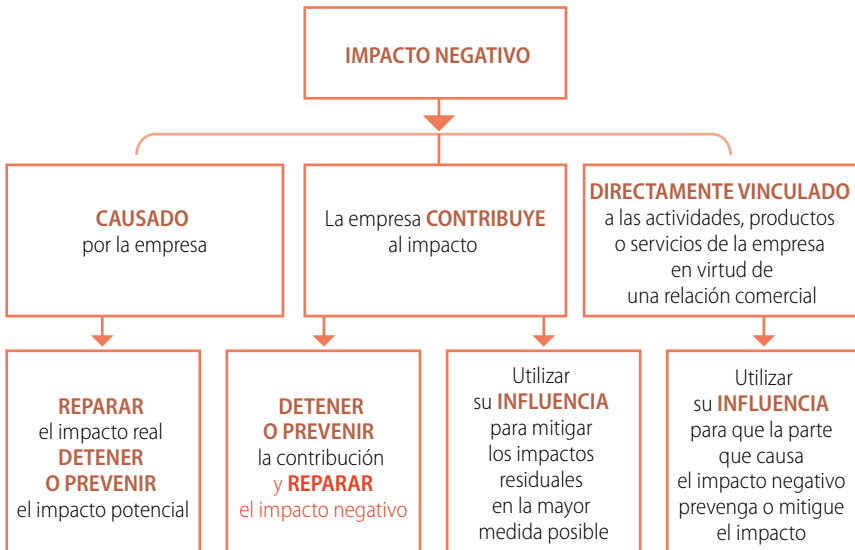 IMPACTO NEGATIVO
CAUSADO
por la empresa
La empresa CONTRIBUYE
al impacto
DIRECTAMENTE VINCULADO
a las actividades, productos
o servicios de la empresa
en virtud de
una relación comercial
REPARAR
el impacto real
DETENER
O PREVENIR
el impacto potencial
DETENER
O PREVENIR
la contribución
y REPARAR
el impacto negativo
Utilizar
su INFLUENCIA
para mitigar
los impactos
residuales
en la mayor
medida posible
Utilizar
su INFLUENCIA
para que la parte
que causa
el impacto negativo
prevenga o mitigue
el impacto